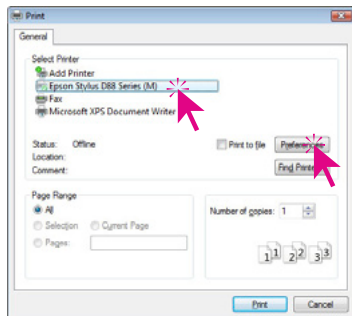 Print
General
Select Printer
Add Printer
Epson Stylus D88 Series (M)
Fax
Microsoft XPS Document Writer
Status: Offline
Location:
Comment:
Print to file
Preferences
Find Printer
Page Range
All
Selection
Current Page
Pages:
Number of copies: 1
1 1 2 2 3 3
Print
Cancel